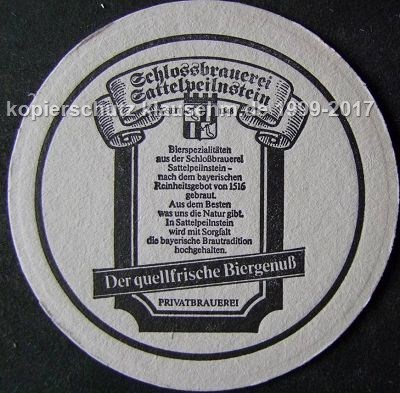 Schlossbrauerei
Sattelpeilnstein
kopierschutz klausehm.de 1999-2017
Bierspezialitäten
aus der Schloßbrauerei
Sattelpeilnstein –
nach dem bayerischen
Reinheitsgebot von 1516
gebraut.
Aus dem Besten
was uns die Natur gibt.
In Sattelpeilnstein
wird mit Sorgfalt
die bayerische Brautradition
hochgehalten.
Der quellfrische Biergenuß
PRIVATBRAUEREI